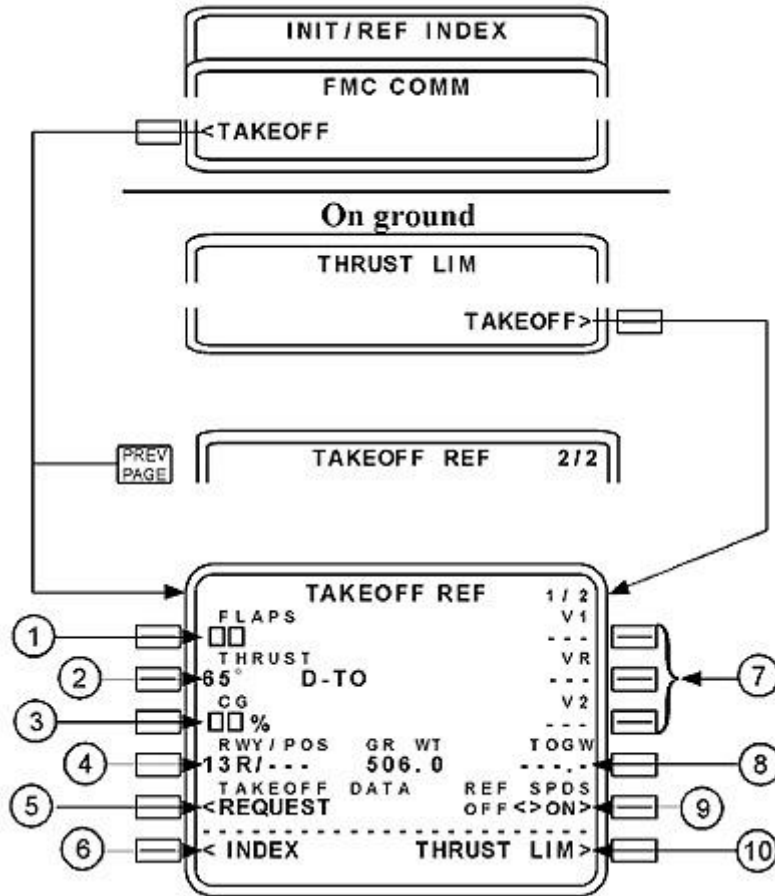 INIT/REF INDEX
FMC COMM
<TAKEOFF
On ground
THRUST LIM
TAKEOFF>
PREV
PAGE
TAKEOFF REF 2/2
TAKEOFF REF 1/2
FLAPS V1
1 □□ ---
THRUST VR
2 65° D-TO --- 7
CG V2
3 □□% ---
RWY/POS GR WT TOGW
4 13R/--- 506.0 ---.- 8
TAKEOFF DATA REF SPDS
5 <REQUEST OFF<>ON> 9
6 <INDEX THRUST LIM> 10